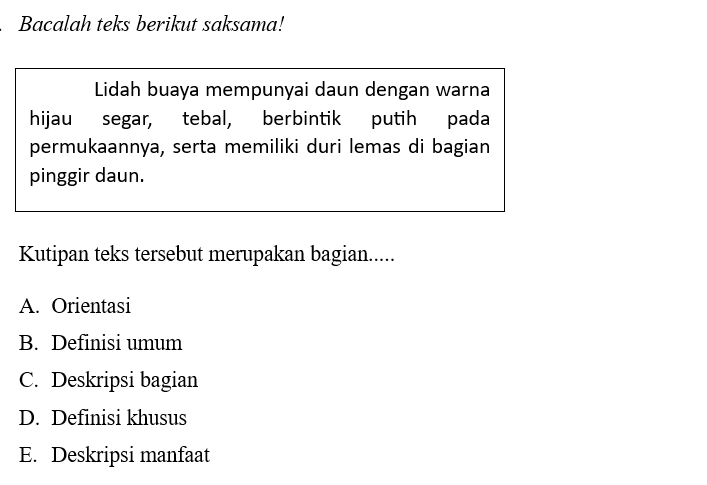 . Bacalah teks berikut saksama!
Lidah buaya mempunyai daun dengan warna
hijau segar, tebal, berbintik putih pada
permukaannya, serta memiliki duri lemas di bagian
pinggir daun.
Kutipan teks tersebut merupakan bagian.....
A. Orientasi
B. Definisi umum
C. Deskripsi bagian
D. Definisi khusus
E. Deskripsi manfaat